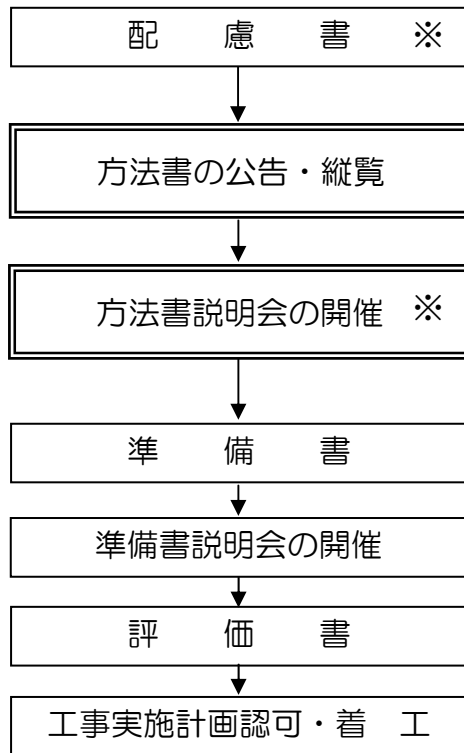 配　慮　書　※
方法書の公告・縦覧
方法書説明会の開催　※
準　備　書
準備書説明会の開催
評　価　書
工事実施計画認可・着　工